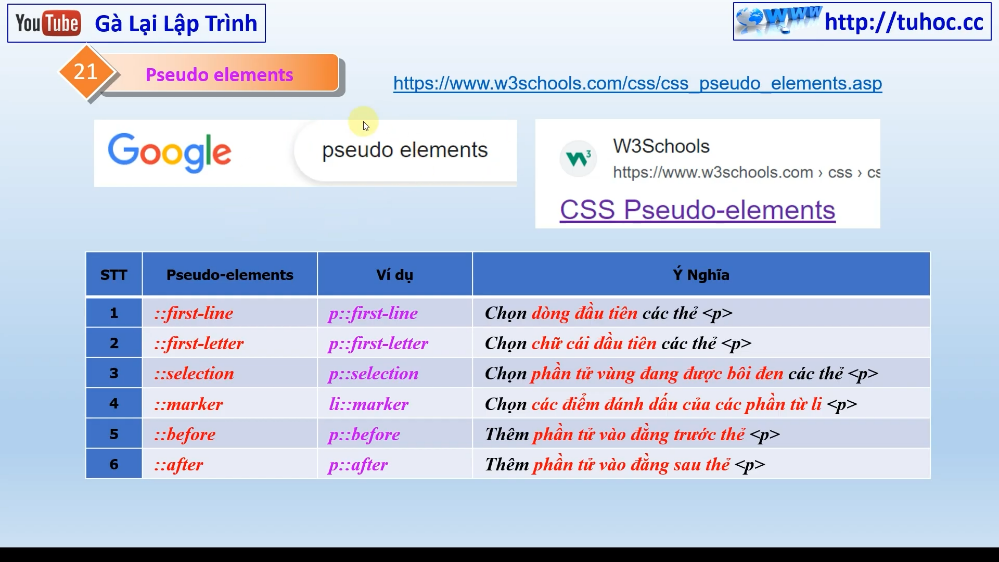 YouTube Gà Lại Lập Trình
WWW http://tuhoc.cc
21 Pseudo elements
https://www.w3schools.com/css/css_pseudo_elements.asp
Google pseudo elements
W3Schools
https://www.w3schools.com › css › cs
CSS Pseudo-elements
STT Pseudo-elements Ví dụ Ý Nghĩa
1 ::first-line p::first-line Chọn dòng đầu tiên các thẻ <p>
2 ::first-letter p::first-letter Chọn chữ cái đầu tiên các thẻ <p>
3 ::selection p::selection Chọn phần tử vùng đang được bôi đen các thẻ <p>
4 ::marker li::marker Chọn các điểm đánh dấu của các phần từ li <p>
5 ::before p::before Thêm phần tử vào đằng trước thẻ <p>
6 ::after p::after Thêm phần tử vào đằng sau thẻ <p>